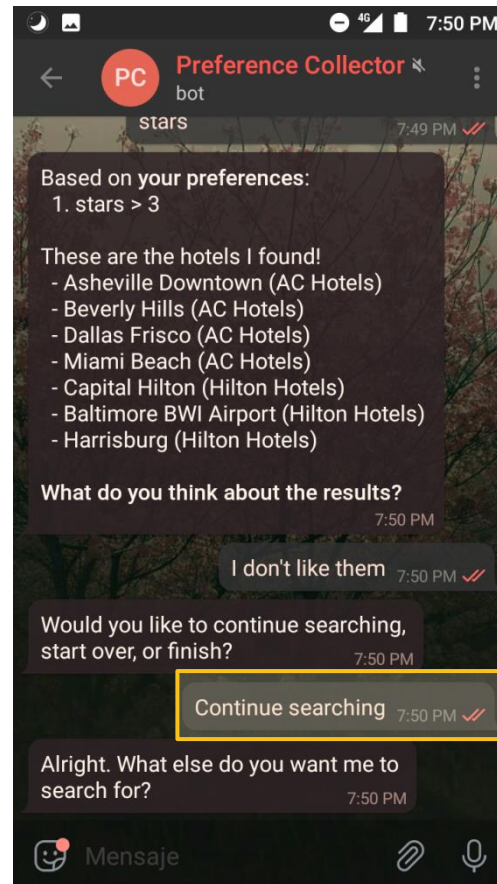 4G 7:50 PM
PC Preference Collector
bot
stars
7:49 PM
Based on your preferences:
1. stars > 3
These are the hotels I found!
- Asheville Downtown (AC Hotels)
- Beverly Hills (AC Hotels)
- Dallas Frisco (AC Hotels)
- Miami Beach (AC Hotels)
- Capital Hilton (Hilton Hotels)
- Baltimore BWI Airport (Hilton Hotels)
- Harrisburg (Hilton Hotels)
What do you think about the results?
7:50 PM
I don't like them 7:50 PM
Would you like to continue searching,
start over, or finish? 7:50 PM
Continue searching 7:50 PM
Alright. What else do you want me to
search for? 7:50 PM
Mensaje